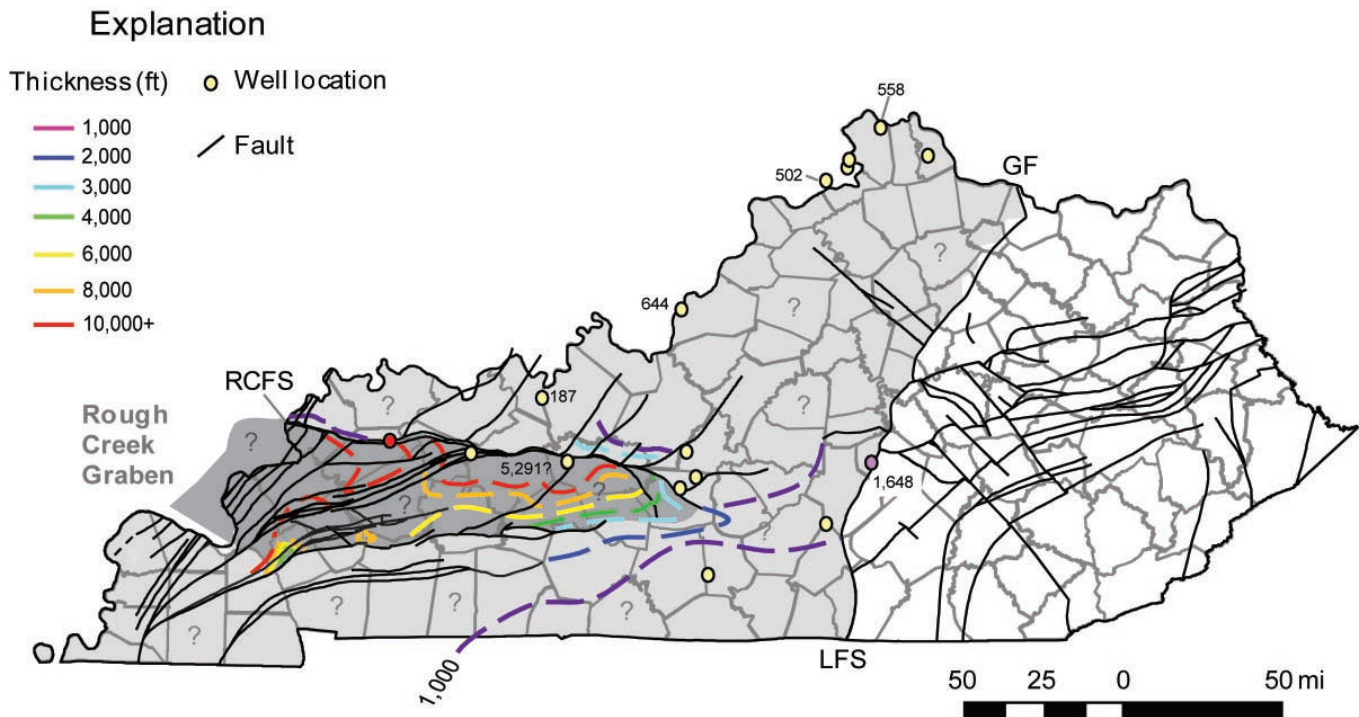 Explanation
Thickness (ft)
Well location
1,000
2,000
Fault
3,000
4,000
6,000
8,000
10,000+
558
502
GF
?
?
644
RCFS
187
?
?
Rough
Creek
Graben
?
5,291?
?
?
1,648
?
?
?
?
?
1,000
LFS
50 25 0 50 mi